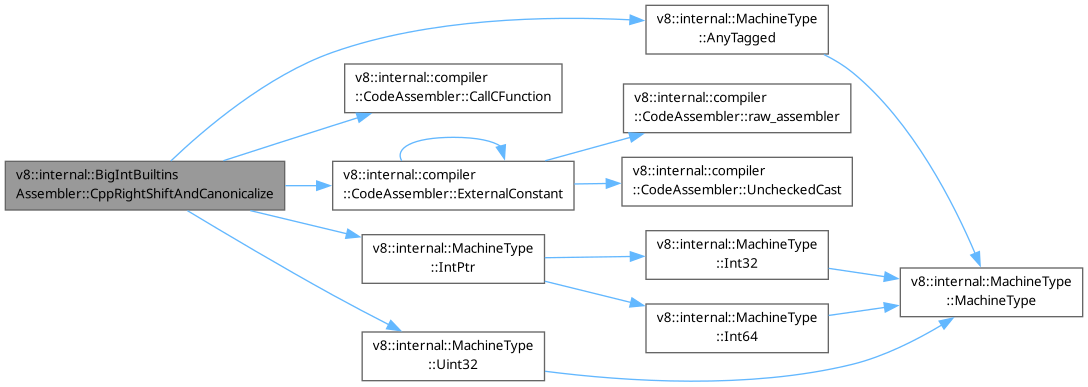 v8::internal::MachineType
::AnyTagged
v8::internal::compiler
::CodeAssembler::CallCFunction
v8::internal::compiler
::CodeAssembler::raw_assembler
v8::internal::BigIntBuiltins
Assembler::CppRightShiftAndCanonicalize
v8::internal::compiler
::CodeAssembler::ExternalConstant
v8::internal::compiler
::CodeAssembler::UncheckedCast
v8::internal::MachineType
::IntPtr
v8::internal::MachineType
::Int32
v8::internal::MachineType
::MachineType
v8::internal::MachineType
::Int64
v8::internal::MachineType
::Uint32